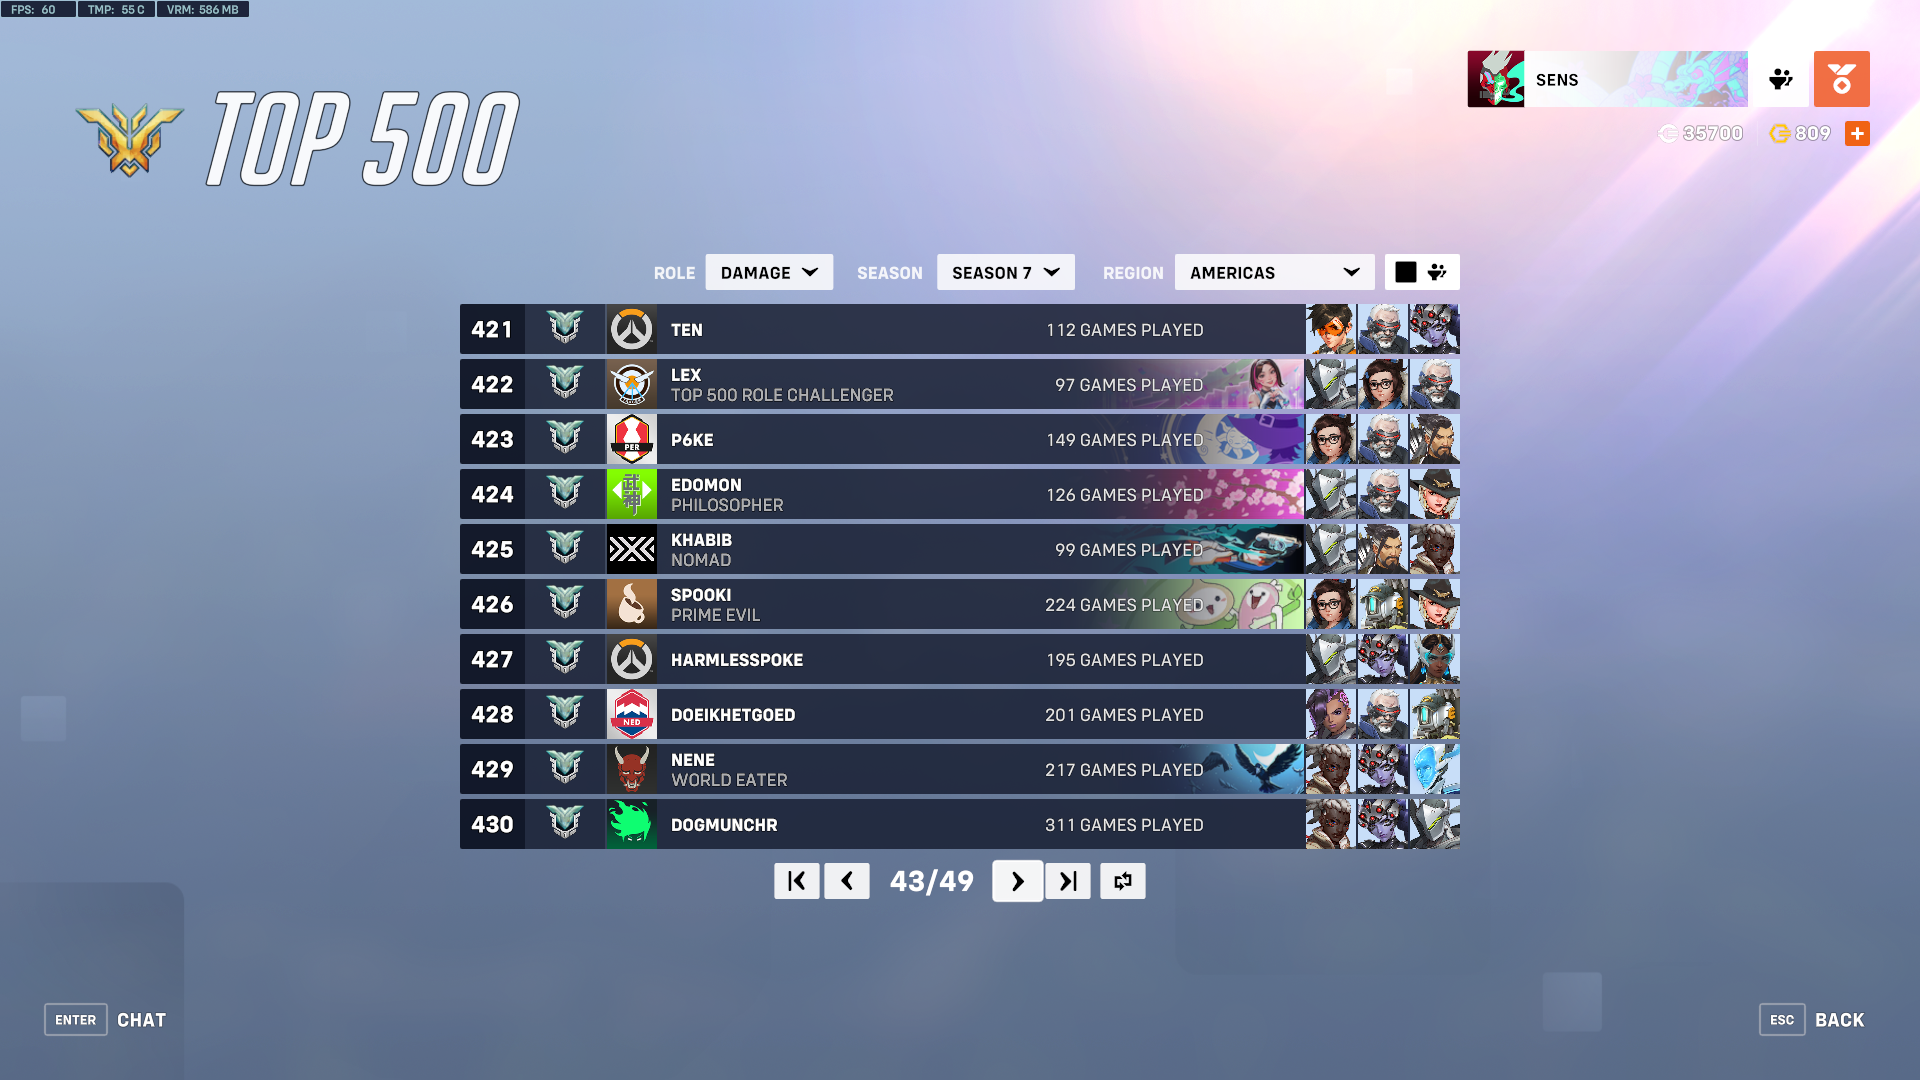 FPS: 60 TMP: 55 C VRM: 586 MB
TOP 500
SENS
35700 809 +
ROLE DAMAGE SEASON SEASON 7 REGION AMERICAS
421 TEN 112 GAMES PLAYED
422 LEX 97 GAMES PLAYED
TOP 500 ROLE CHALLENGER
423 PER P6KE 149 GAMES PLAYED
424 武神 EDOMON 126 GAMES PLAYED
PHILOSOPHER
425 KHABIB 99 GAMES PLAYED
NOMAD
426 SPOOKI 224 GAMES PLAYED
PRIME EVIL
427 HARMLESSPOKE 195 GAMES PLAYED
428 NED DOEIKHETGOED 201 GAMES PLAYED
429 NENE 217 GAMES PLAYED
WORLD EATER
430 DOGMUNCHR 311 GAMES PLAYED
43/49
ENTER CHAT
ESC BACK